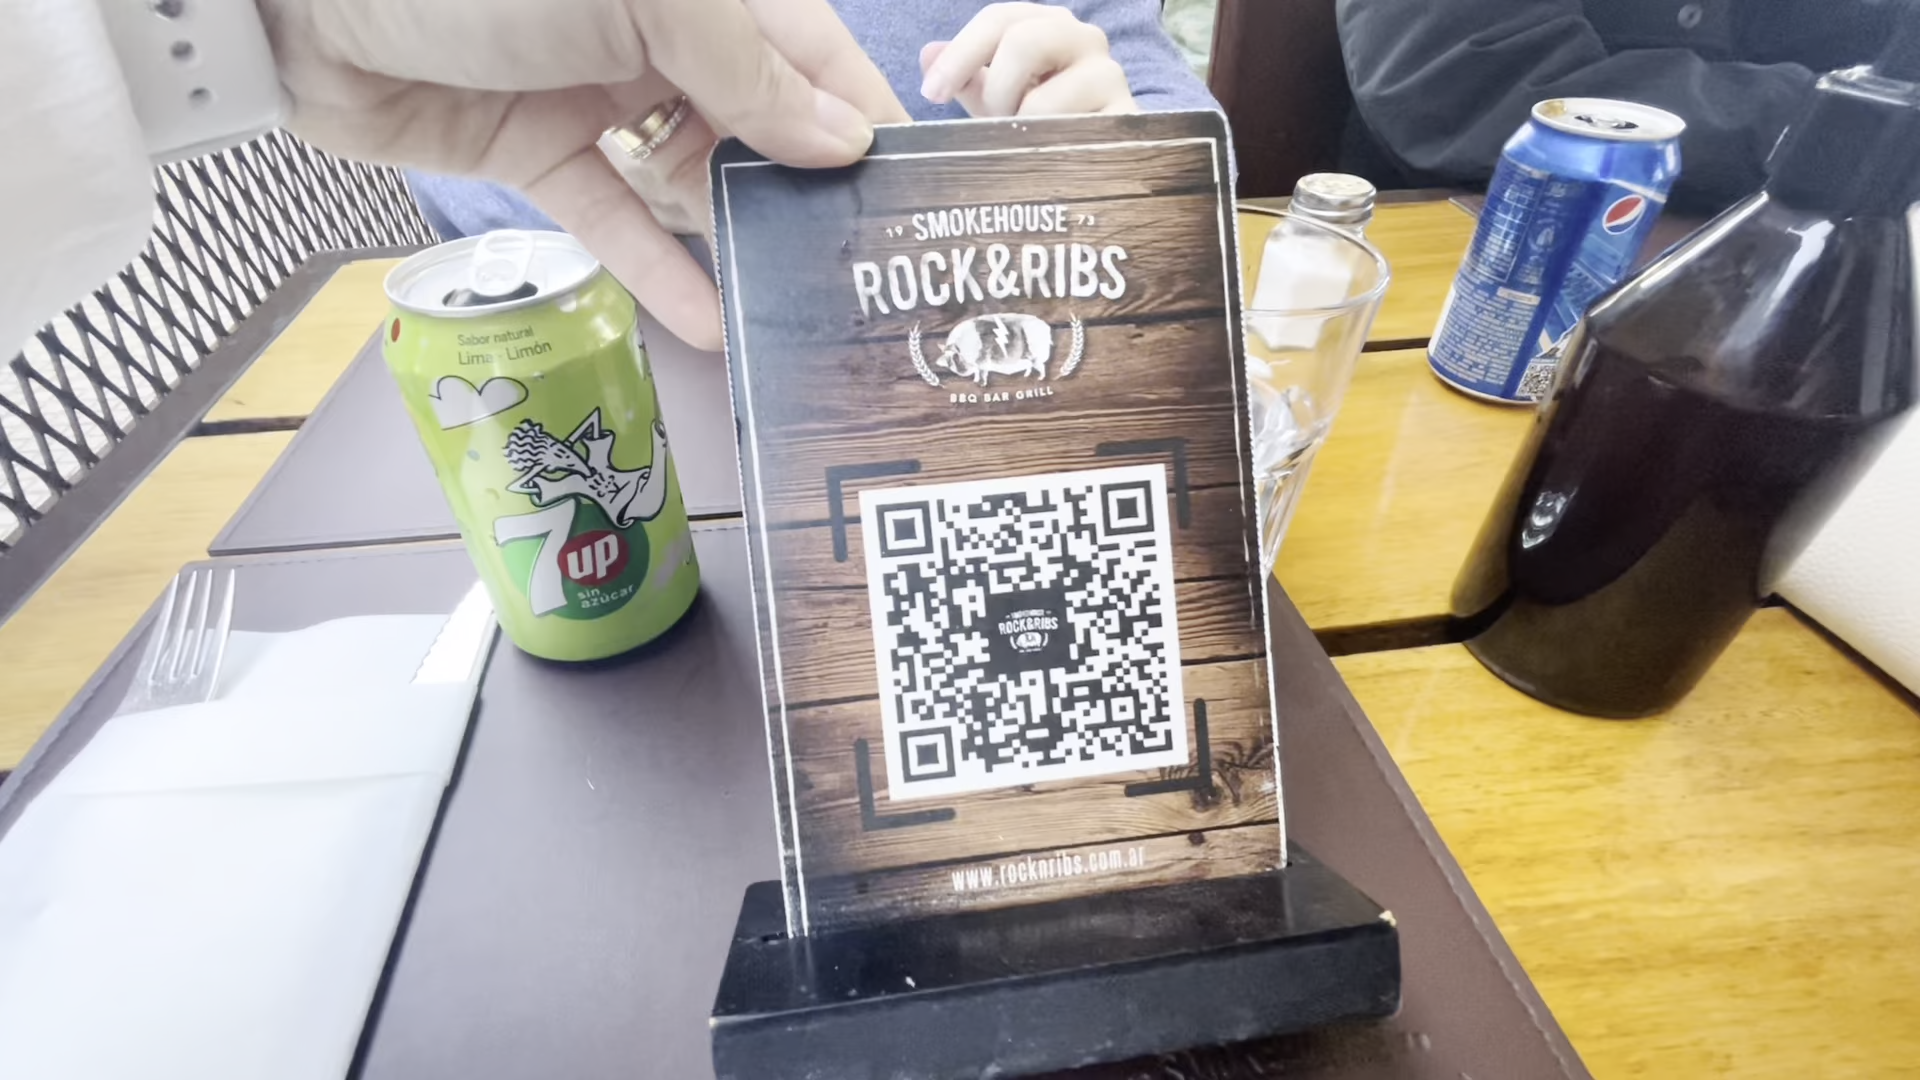 19 SMOKEHOUSE 73
ROCK&RIBS
BBQ BAR GRILL
ROCK&RIBS
www.rocknribs.com.ar
Sabor natural
Lima - Limón
7up
sin
azúcar